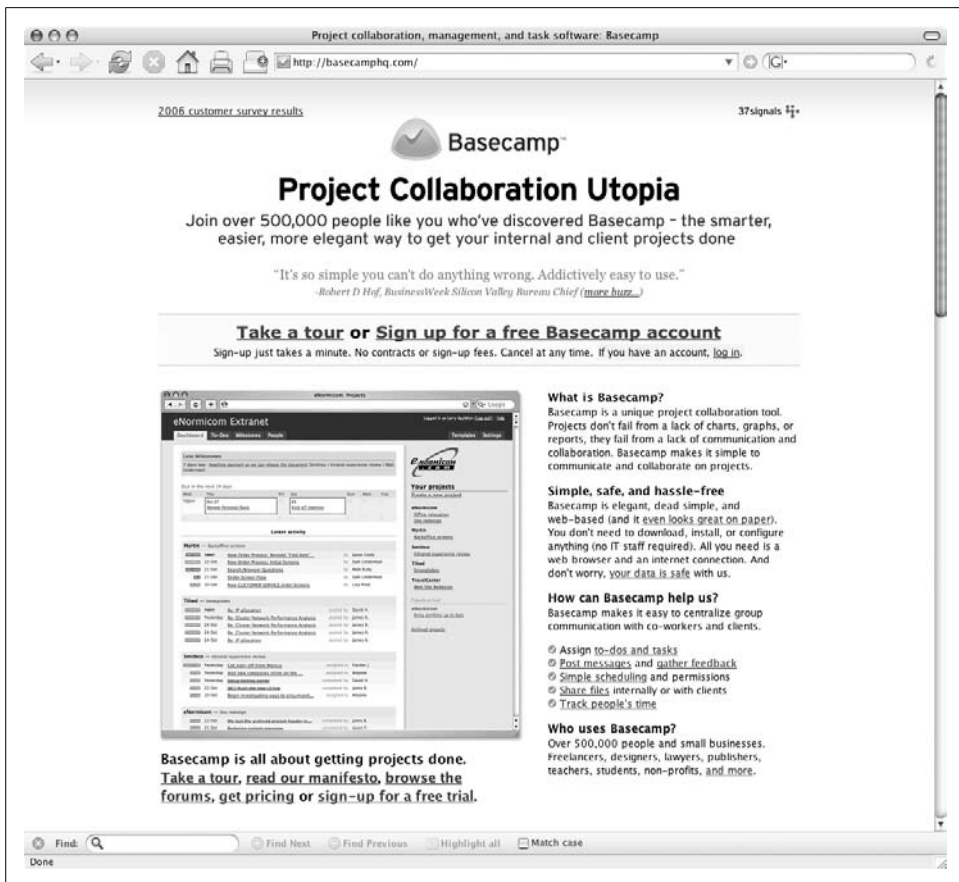 Project collaboration, management, and task software: Basecamp
http://basecamphq.com/
G
2006 customer survey results
37signals
Basecamp™
Project Collaboration Utopia
Join over 500,000 people like you who've discovered Basecamp – the smarter,
easier, more elegant way to get your internal and client projects done
"It's so simple you can't do anything wrong. Addictively easy to use."
-Robert D Hof, BusinessWeek Silicon Valley Bureau Chief (more buzz...)
Take a tour or Sign up for a free Basecamp account
Sign-up just takes a minute. No contracts or sign-up fees. Cancel at any time. If you have an account, log in.
eNormicom Projects
Google
eNormicom Extranet
Dashboard To-Dos Milestones People
Templates Settings
Late Milestones
Due in the next 14 days
Latest activity
Your projects
Create a new project
Basecamp is all about getting projects done.
Take a tour, read our manifesto, browse the
forums, get pricing or sign-up for a free trial.
What is Basecamp?
Basecamp is a unique project collaboration tool.
Projects don't fail from a lack of charts, graphs, or
reports, they fail from a lack of communication and
collaboration. Basecamp makes it simple to
communicate and collaborate on projects.
Simple, safe, and hassle-free
Basecamp is elegant, dead simple, and
web-based (and it even looks great on paper).
You don't need to download, install, or configure
anything (no IT staff required). All you need is a
web browser and an internet connection. And
don't worry, your data is safe with us.
How can Basecamp help us?
Basecamp makes it easy to centralize group
communication with co-workers and clients.
Assign to-dos and tasks
Post messages and gather feedback
Simple scheduling and permissions
Share files internally or with clients
Track people's time
Who uses Basecamp?
Over 500,000 people and small businesses.
Freelancers, designers, lawyers, publishers,
teachers, students, non-profits, and more.
Find:
Find Next
Find Previous
Highlight all
Match case
Done